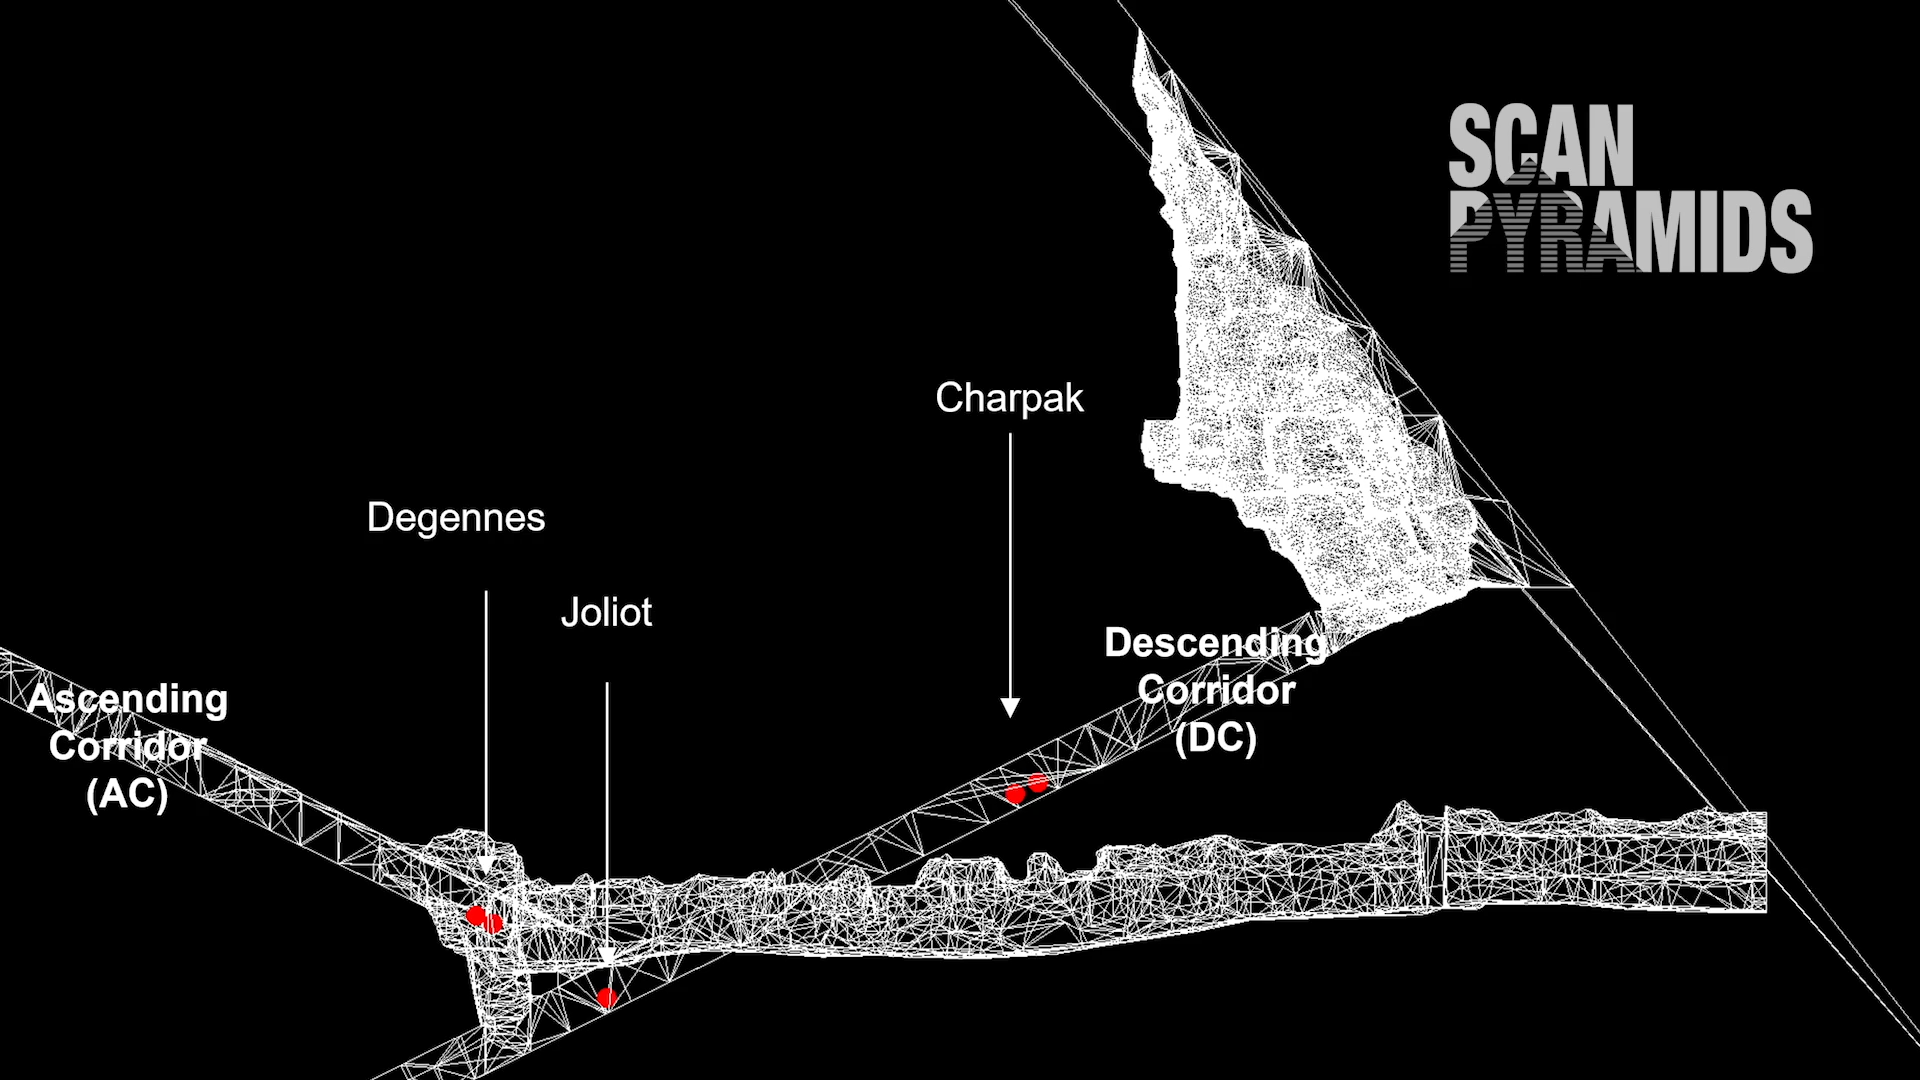 SCAN
PYRAMIDS
Charpak
Degennes
Joliot
Descending
Corridor
(DC)
Ascending
Corridor
(AC)